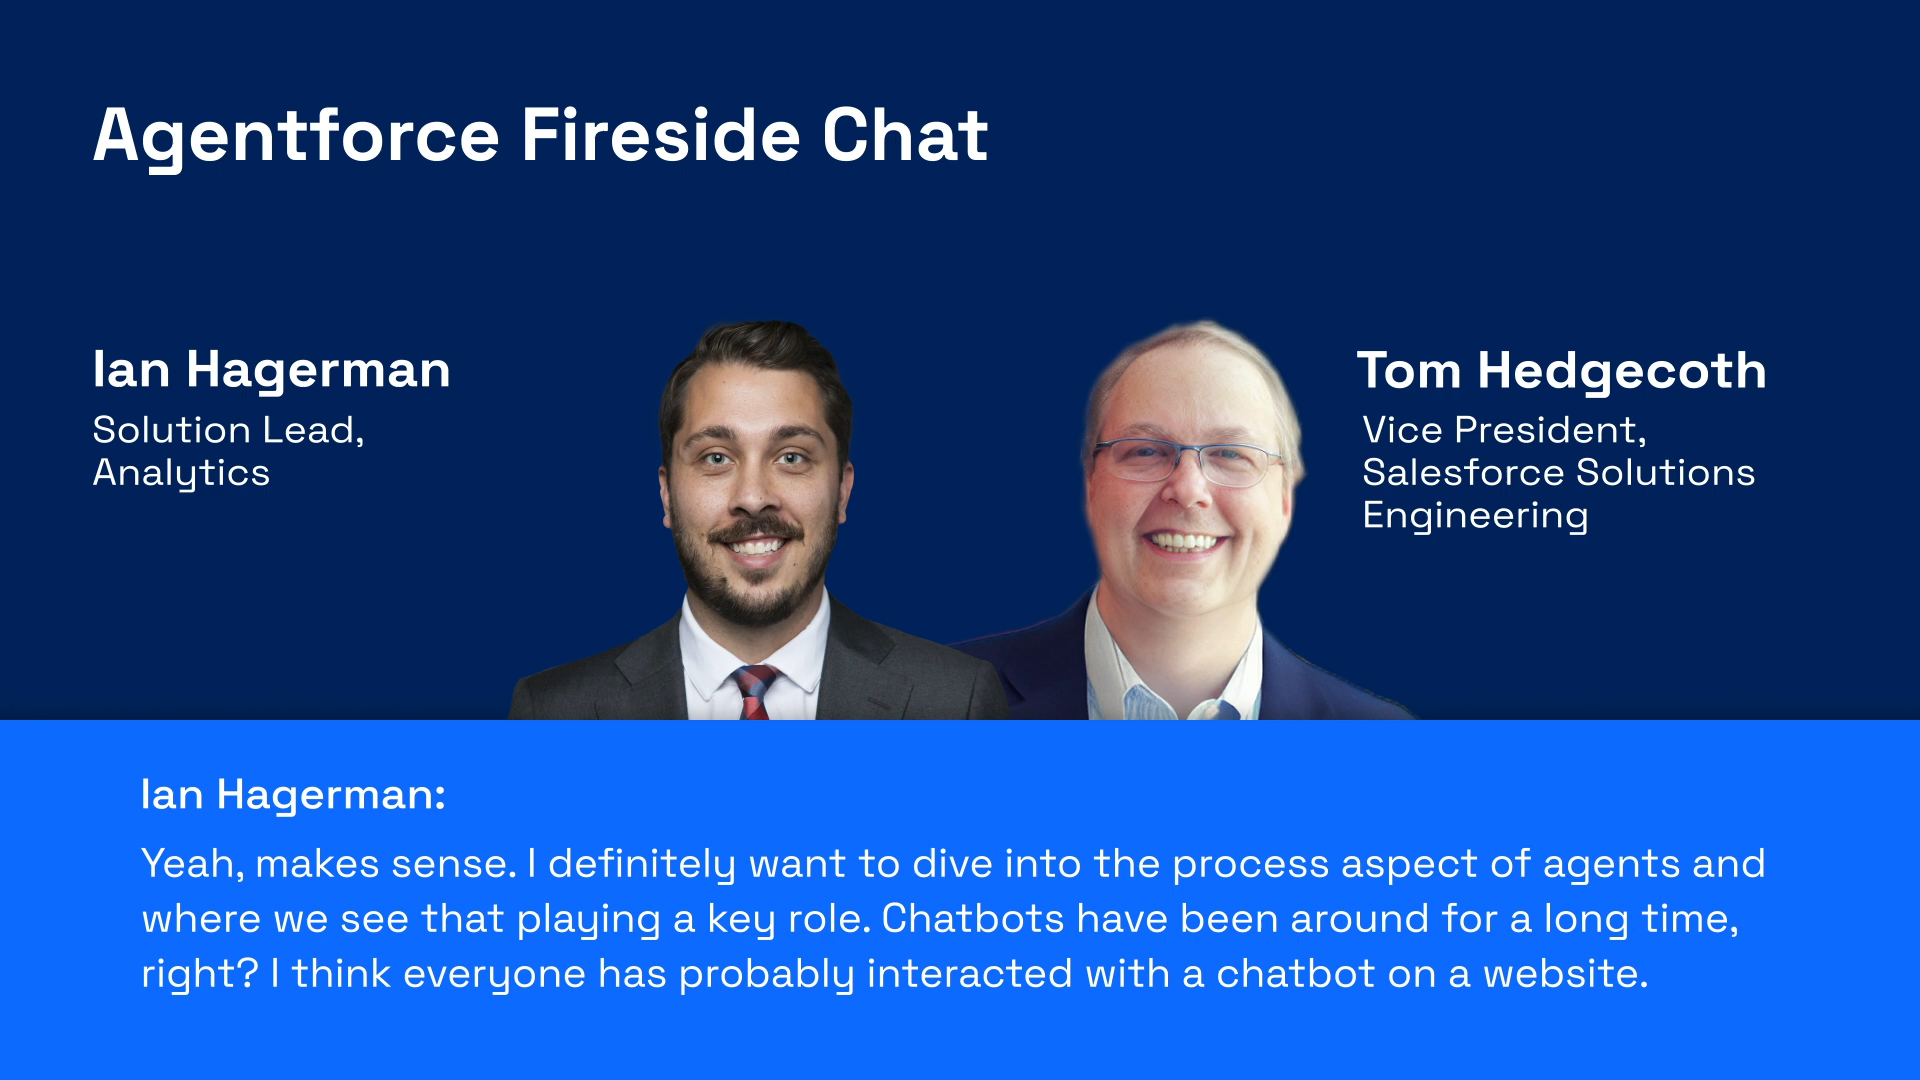 Agentforce Fireside Chat
Ian Hagerman
Solution Lead,
Analytics
Tom Hedgecoth
Vice President,
Salesforce Solutions
Engineering
Ian Hagerman:
Yeah, makes sense. I definitely want to dive into the process aspect of agents and
where we see that playing a key role. Chatbots have been around for a long time,
right? I think everyone has probably interacted with a chatbot on a website.